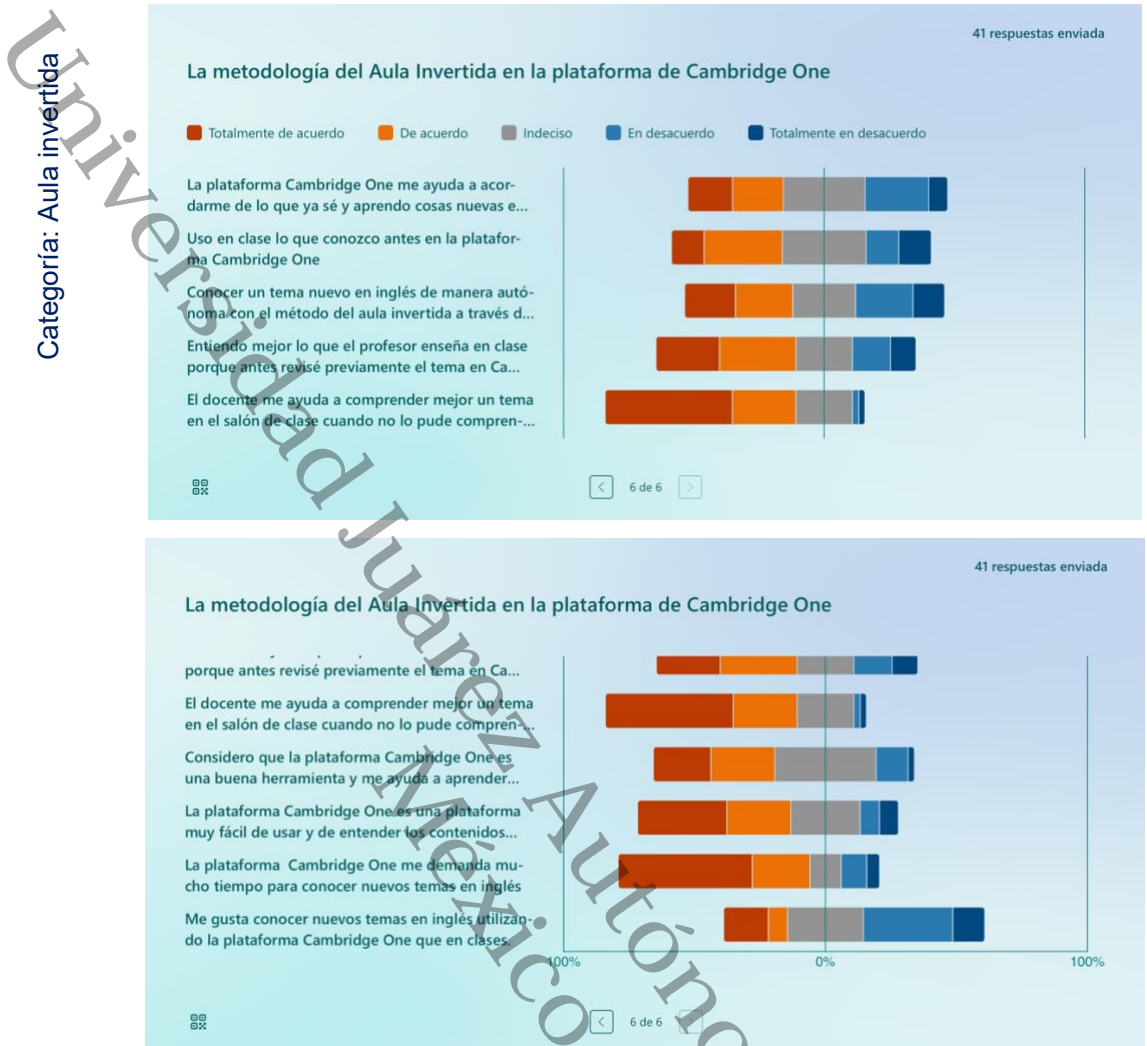 Categoría: Aula invertida
41 respuestas enviada
La metodología del Aula Invertida en la plataforma de Cambridge One
Totalmente de acuerdo De acuerdo Indeciso En desacuerdo Totalmente en desacuerdo
La plataforma Cambridge One me ayuda a acor-
darme de lo que ya sé y aprendo cosas nuevas e...
Uso en clase lo que conozco antes en la platafor-
ma Cambridge One
Conocer un tema nuevo en inglés de manera autó-
noma con el método del aula invertida a través d...
Entiendo mejor lo que el profesor enseña en clase
porque antes revisé previamente el tema en Ca...
El docente me ayuda a comprender mejor un tema
en el salón de clase cuando no lo pude compren-...
6 de 6
41 respuestas enviada
La metodología del Aula Invertida en la plataforma de Cambridge One
porque antes revisé previamente el tema en Ca...
El docente me ayuda a comprender mejor un tema
en el salón de clase cuando no lo pude compren-...
Considero que la plataforma Cambridge One es
una buena herramienta y me ayuda a aprender...
La plataforma Cambridge One es una plataforma
muy fácil de usar y de entender los contenidos...
La plataforma Cambridge One me demanda mu-
cho tiempo para conocer nuevos temas en inglés
Me gusta conocer nuevos temas en inglés utilizan-
do la plataforma Cambridge One que en clases.
100% 0% 100%
6 de 6
Universidad Juárez Autóno
México